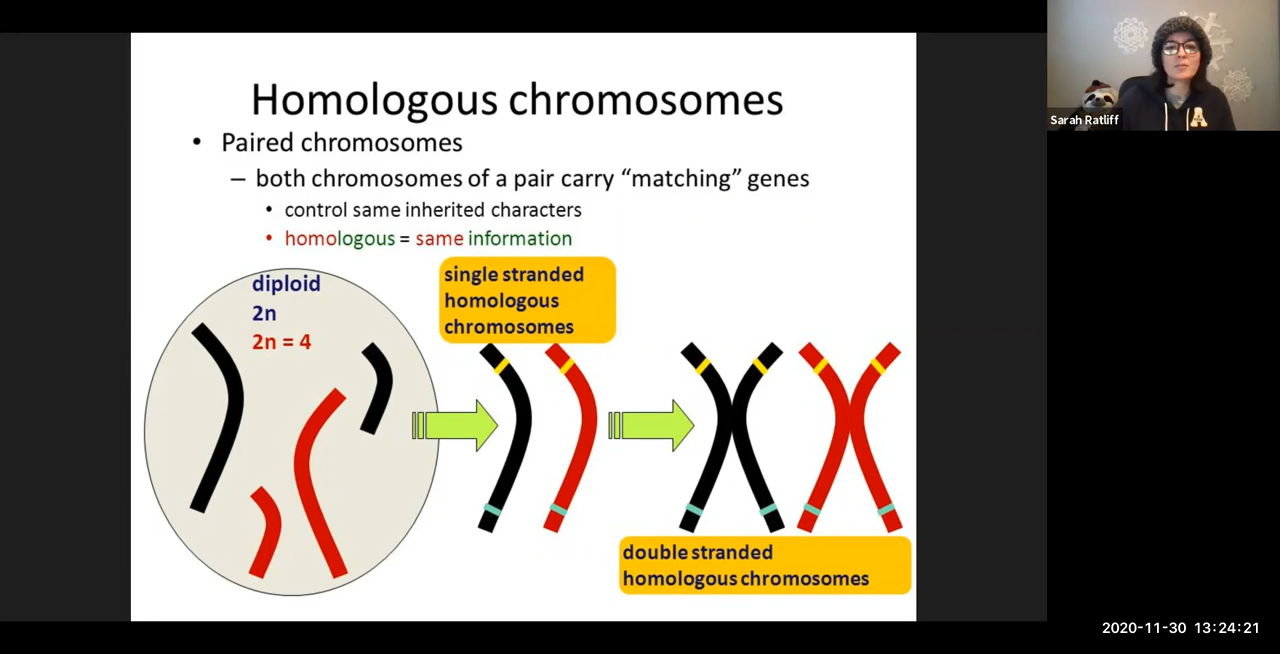 Homologous chromosomes
• Paired chromosomes
– both chromosomes of a pair carry “matching” genes
• control same inherited characters
• homologous = same information
diploid
2n
2n = 4
single stranded
homologous
chromosomes
double stranded
homologous chromosomes
Sarah Ratliff
A
2020-11-30 13:24:21